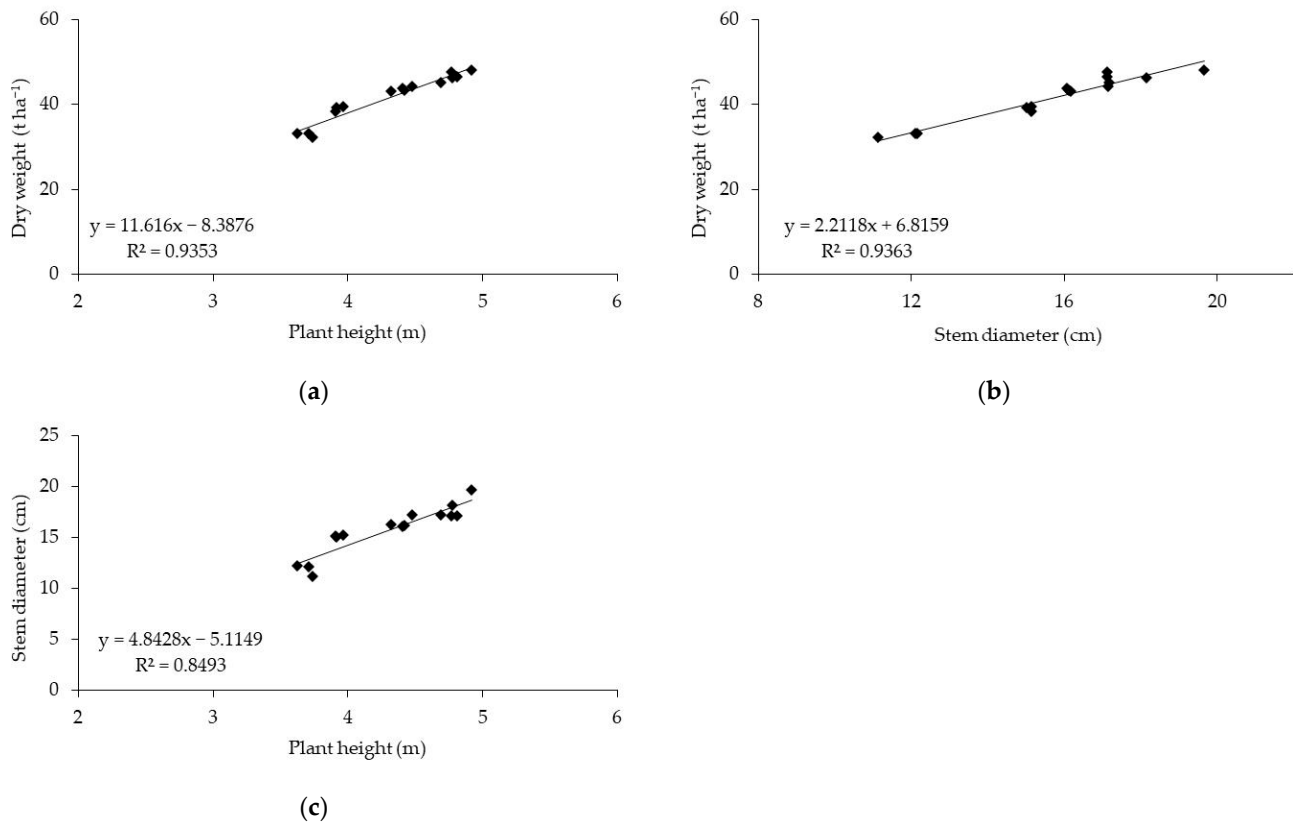 60
40
20
0
2
3
4
5
6
Dry weight (t ha⁻¹)
Plant height (m)
y = 11.616x − 8.3876
R² = 0.9353
(a)
60
40
20
0
8
12
16
20
Dry weight (t ha⁻¹)
Stem diameter (cm)
y = 2.2118x + 6.8159
R² = 0.9363
(b)
25
20
15
10
5
0
2
3
4
5
6
Stem diameter (cm)
Plant height (m)
y = 4.8428x − 5.1149
R² = 0.8493
(c)